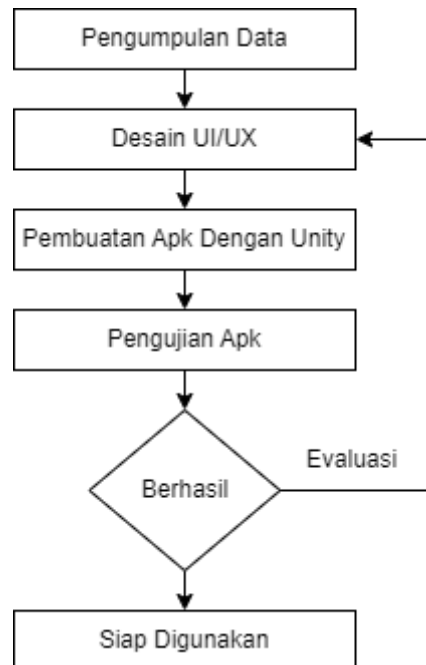 Pengumpulan Data
Desain UI/UX
Pembuatan Apk Dengan Unity
Pengujian Apk
Berhasil
Evaluasi
Siap Digunakan